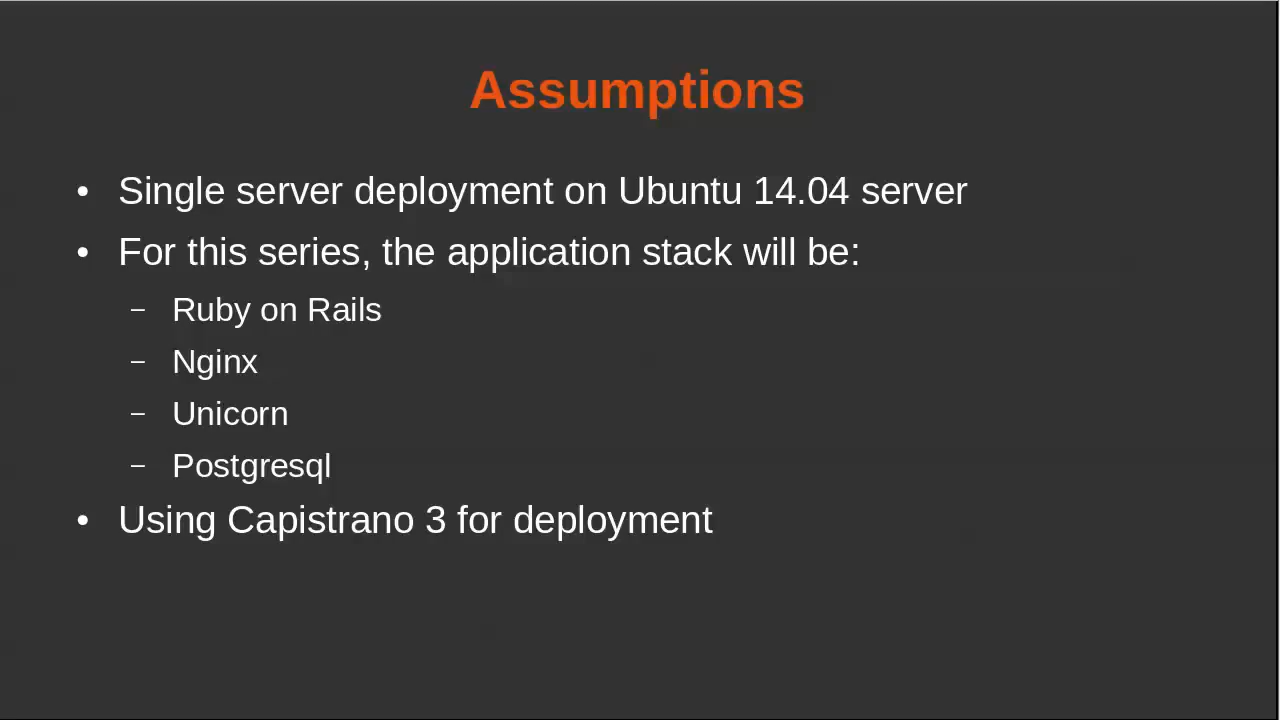 Assumptions
• Single server deployment on Ubuntu 14.04 server
• For this series, the application stack will be:
– Ruby on Rails
– Nginx
– Unicorn
– Postgresql
• Using Capistrano 3 for deployment